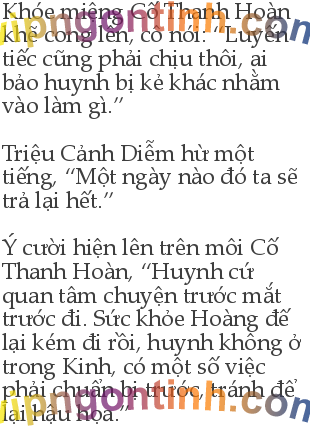 Khóe miệng Cố Thanh Hoàn
khẽ cong lên, cô nói: “Luyến
tiếc cũng phải chịu thôi, ai
bảo huynh bị kẻ khác nhằm
vào làm gì.”

Triệu Cảnh Diễm hừ một
tiếng, “Một ngày nào đó ta sẽ
trả lại hết.”

Ý cười hiện lên trên môi Cố
Thanh Hoàn, “Huynh cứ
quan tâm chuyện trước mắt
trước đi. Sức khỏe Hoàng đế
lại kém đi rồi, huynh không ở
trong Kinh, có một số việc
phải chuẩn bị trước, tránh để
lại hậu họa.”